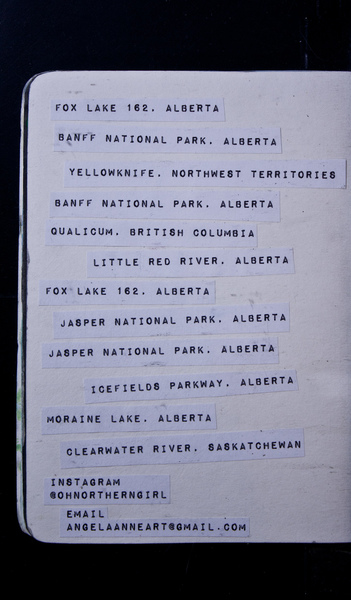 FOX LAKE 162. ALBERTA
BANFF NATIONAL PARK. ALBERTA
YELLOWKNIFE. NORTHWEST TERRITORIES
BANFF NATIONAL PARK. ALBERTA
QUALICUM. BRITISH COLUMBIA
LITTLE RED RIVER. ALBERTA
FOX LAKE 162. ALBERTA
JASPER NATIONAL PARK. ALBERTA
JASPER NATIONAL PARK. ALBERTA
ICEFIELDS PARKWAY. ALBERTA
MORAINE LAKE. ALBERTA
CLEARWATER RIVER. SASKATCHEWAN
INSTAGRAM
@OHNORTHERNGIRL
EMAIL
ANGELAANNEART@GMAIL.COM